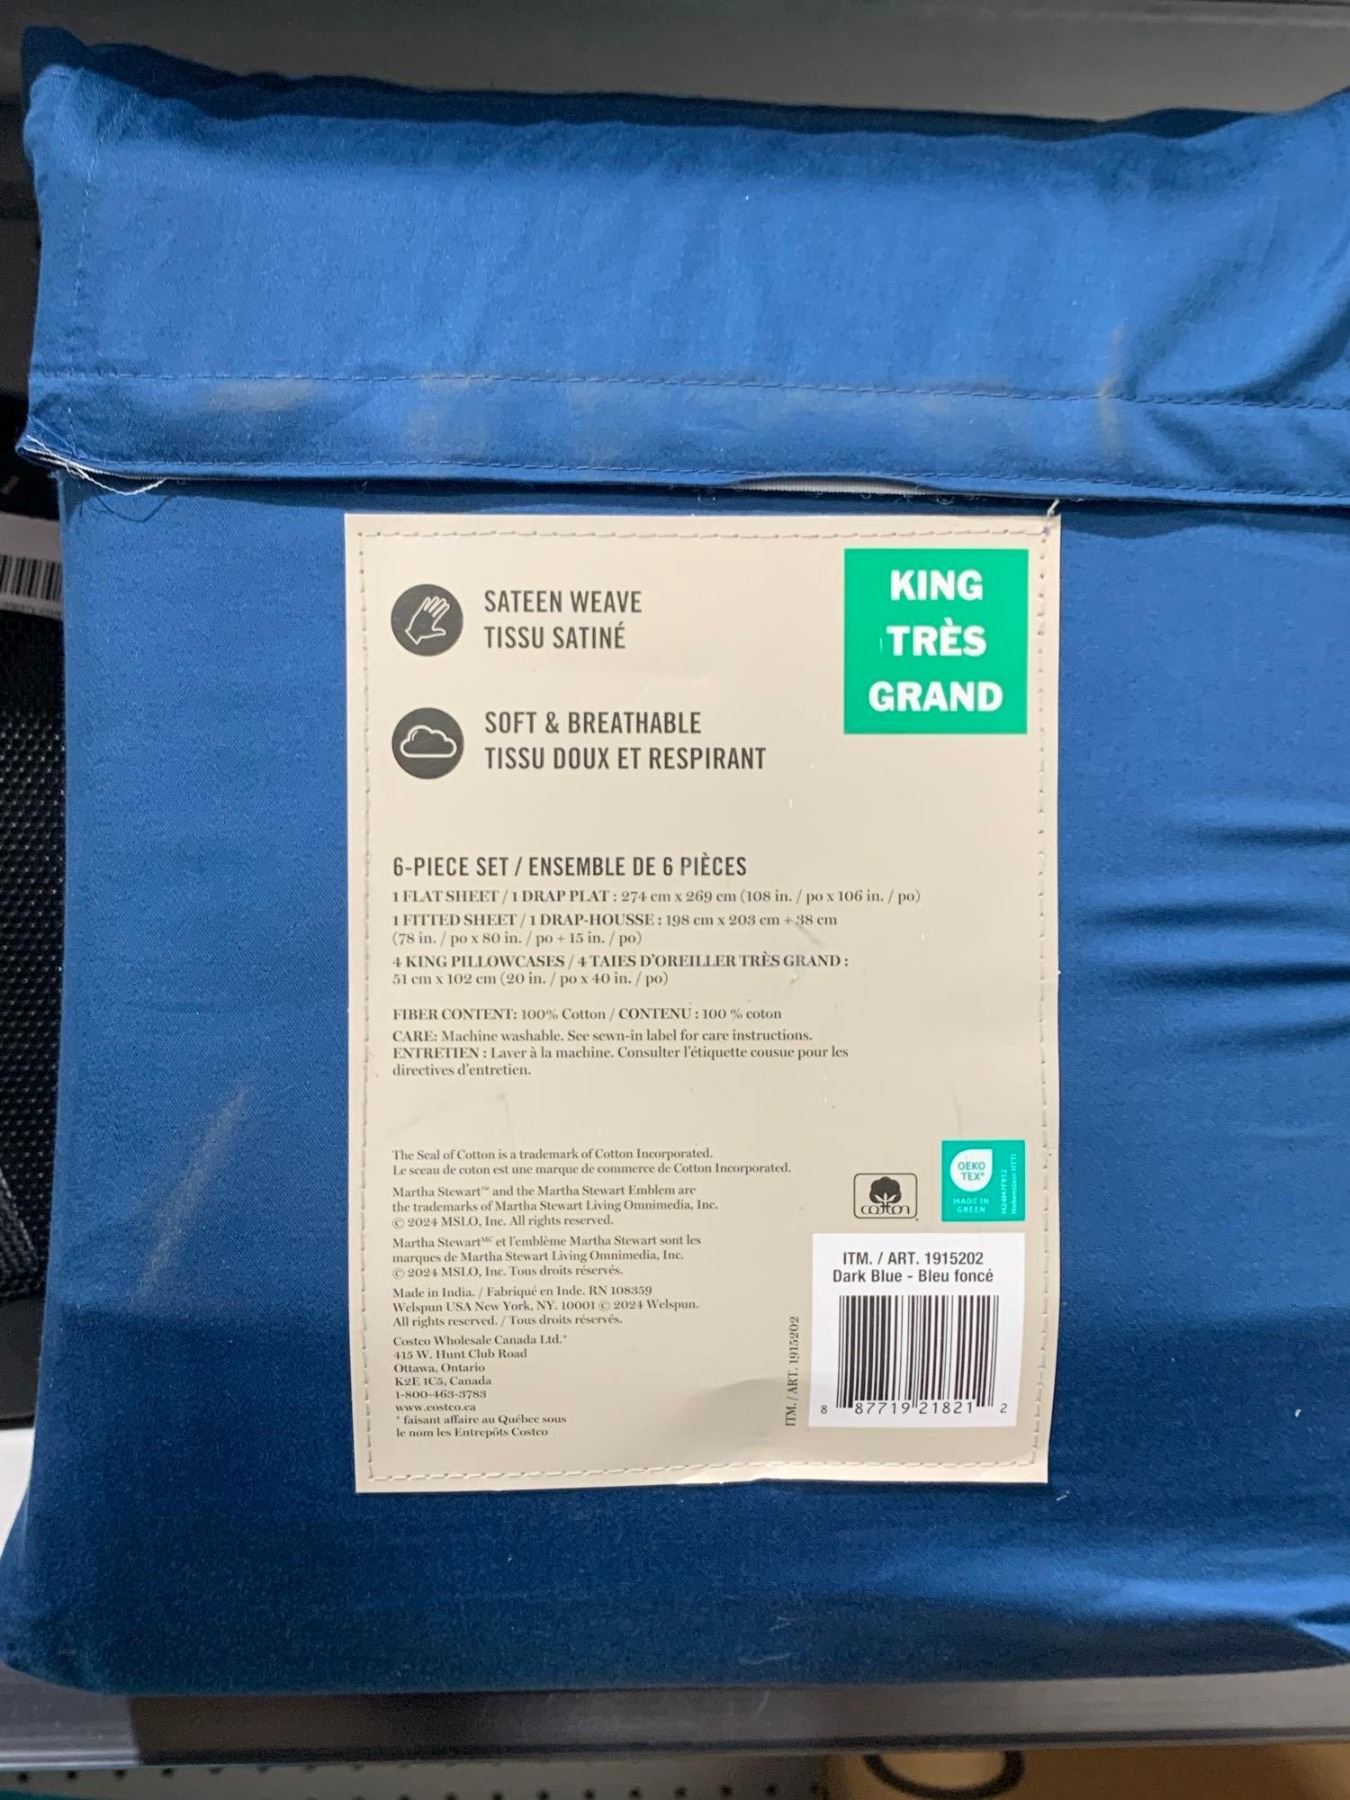 SATEEN WEAVE
TISSU SATINÉ
KING
TRÈS
GRAND
SOFT & BREATHABLE
TISSU DOUX ET RESPIRANT
6-PIECE SET / ENSEMBLE DE 6 PIÈCES
1 FLAT SHEET / 1 DRAP PLAT : 274 cm x 269 cm (108 in. / po x 106 in. / po)
1 FITTED SHEET / 1 DRAP-HOUSSE : 198 cm x 203 cm + 38 cm
(78 in. / po x 80 in. / po + 15 in. / po)
4 KING PILLOWCASES / 4 TAIES D'OREILLER TRÈS GRAND :
51 cm x 102 cm (20 in. / po x 40 in. / po)
FIBER CONTENT: 100% Cotton / CONTENU : 100 % coton
CARE: Machine washable. See sewn-in label for care instructions.
ENTRETIEN : Laver à la machine. Consulter l'étiquette cousue pour les
directives d'entretien.
The Seal of Cotton is a trademark of Cotton Incorporated.
Le sceau de coton est une marque de commerce de Cotton Incorporated.
Martha Stewart™ and the Martha Stewart Emblem are
the trademarks of Martha Stewart Living Omnimedia, Inc.
© 2024 MSLO, Inc. All rights reserved.
Martha Stewart MC et l'emblème Martha Stewart sont les
marques de Martha Stewart Living Omnimedia, Inc.
© 2024 MSLO, Inc. Tous droits réservés.
Made in India. / Fabriqué en Inde. RN 108359
Welspun USA New York, NY. 10001 © 2024 Welspun.
All rights reserved. / Tous droits réservés.
Costco Wholesale Canada Ltd.*
415 W. Hunt Club Road
Ottawa, Ontario
K2E 1C5, Canada
1-800-463-3783
www.costco.ca
* faisant affaire au Québec sous
le nom les Entrepôts Costco
cotton
OEKO
TEX®
MADE IN
GREEN
Hohenstein HTTI
ITM. / ART. 1915202
ITM. / ART. 1915202
Dark Blue - Bleu foncé
8 87719 21821 2